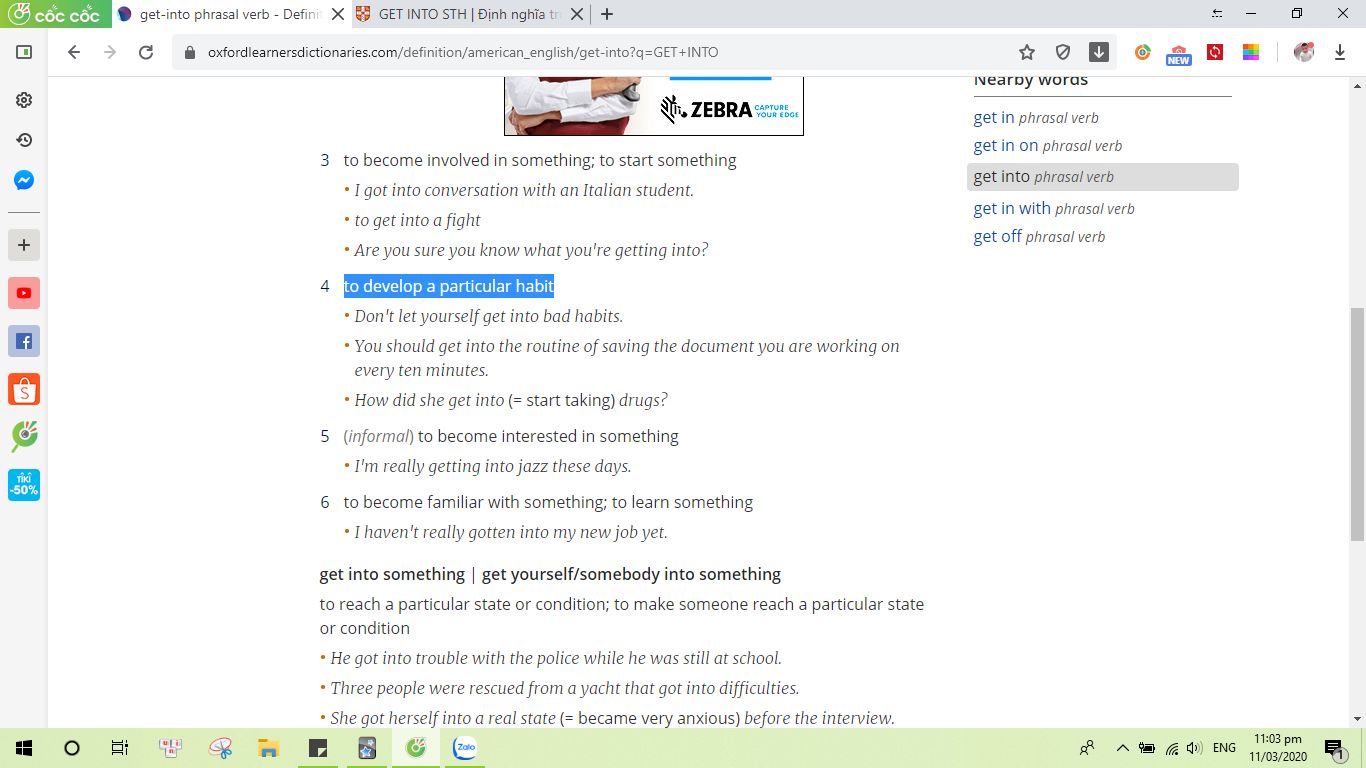 cốc cốc
get-into phrasal verb - Defini
GET INTO STH | Định nghĩa tr
oxfordlearnersdictionaries.com/definition/american_english/get-into?q=GET+INTO
NEW
ZEBRA CAPTURE YOUR EDGE
3 to become involved in something; to start something
• I got into conversation with an Italian student.
• to get into a fight
• Are you sure you know what you're getting into?
4 to develop a particular habit
• Don't let yourself get into bad habits.
• You should get into the routine of saving the document you are working on
every ten minutes.
• How did she get into (= start taking) drugs?
5 (informal) to become interested in something
• I'm really getting into jazz these days.
6 to become familiar with something; to learn something
• I haven't really gotten into my new job yet.
get into something | get yourself/somebody into something
to reach a particular state or condition; to make someone reach a particular state
or condition
• He got into trouble with the police while he was still at school.
• Three people were rescued from a yacht that got into difficulties.
• She got herself into a real state (= became very anxious) before the interview.
Nearby words
get in phrasal verb
get in on phrasal verb
get into phrasal verb
get in with phrasal verb
get off phrasal verb
TIKI
-50%
Zalo
ENG
11:03 pm
11/03/2020
1